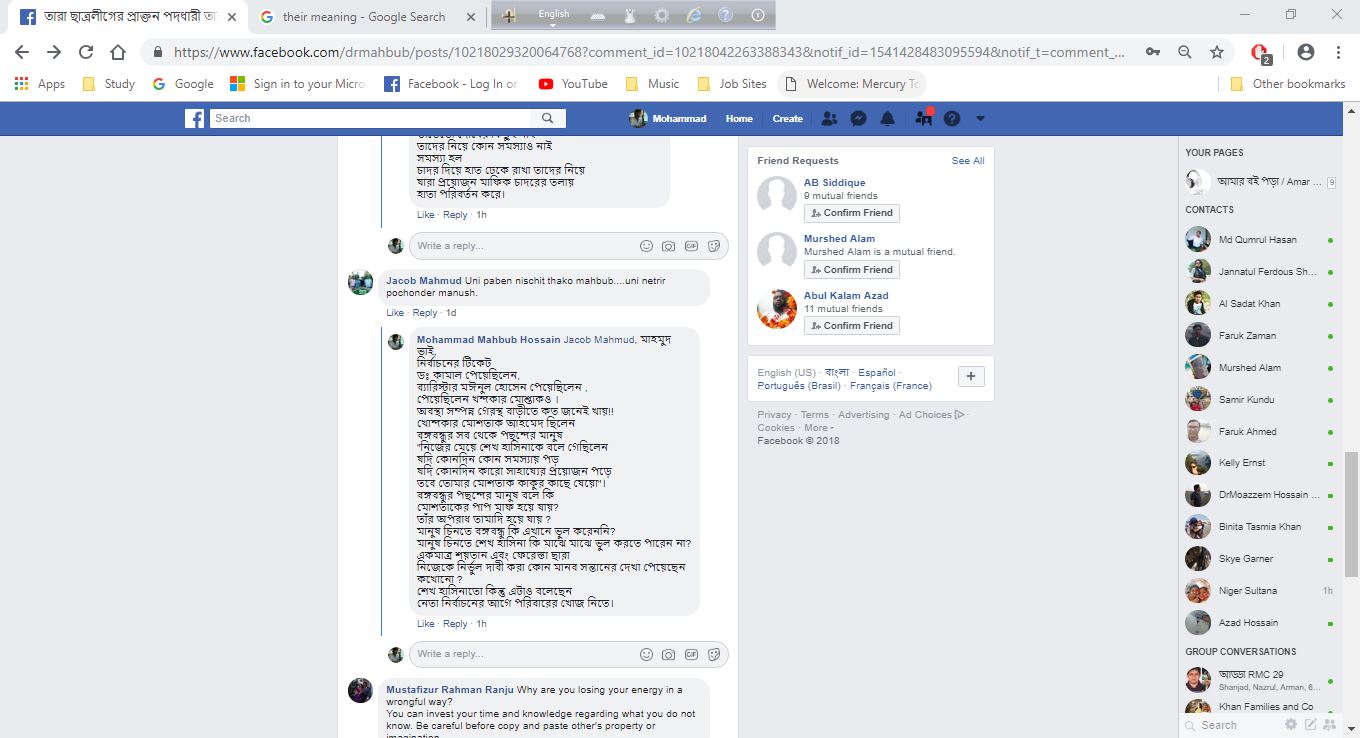 তারা ছাত্রলীগের প্রাক্তন পদধারী
their meaning - Google Search
English
https://www.facebook.com/drmahbub/posts/10218029320064768?comment_id=10218042263388343&notif_id=1541428483095594&notif_t=comment_...
2
Apps
Study
Google
Sign in to your Micro
Facebook - Log In or
YouTube
Music
Job Sites
Welcome: Mercury To
Other bookmarks
Search
Mohammad
Home
Create
তাদের নিয়ে কোন সমস্যাও নাই
সমস্যা হল
চাদর দিয়ে হাত ঢেকে রাখা তাদের নিয়ে
যারা প্রয়োজন মাফিক চাদরের তলায়
হাতা পরিবর্তন করে।
Like · Reply · 1h
Write a reply...
GIF
Jacob Mahmud Uni paben nischit thako mahbub....uni netrir
pochonder manush.
Like · Reply · 1d
Mohammad Mahbub Hossain Jacob Mahmud, মাহমুদ
ভাই,
নির্বাচনের টিকেট
ডঃ কামাল পেয়েছিলেন,
ব্যারিস্টার মঈনুল হোসেন পেয়েছিলেন ,
পেয়েছিলেন খন্দকার মোশ্তাকও ।
অবস্থা সম্পন্ন গেরস্থ বাড়ীতে কত জনেই খায়!!
খোন্দকার মোশতাক আহমেদ ছিলেন
বঙ্গবন্ধুর সব থেকে পছন্দের মানুষ
"নিজের মেয়ে শেখ হাসিনাকে বলে গেছিলেন
যদি কোনদিন কোন সমস্যায় পড়
যদি কোনদিন কারো সাহায্যের প্রয়োজন পড়ে
তবে তোমার মোশতাক কাকুর কাছে যেয়ো"।
বঙ্গবন্ধুর পছন্দের মানুষ বলে কি
মোশতাকের পাপ মাফ হয়ে যায়?
তাঁর অপরাধ তামাদি হয়ে যায় ?
মানুষ চিনতে বঙ্গবন্ধু কি এখানে ভুল করেননি?
মানুষ চিনতে শেখ হাসিনা কি মাঝে মাঝে ভুল করতে পারেন না?
একমাত্র শয়তান এবং ফেরেস্তা ছারা
নিজেকে নির্ভুল দাবী করা কোন মানব সন্তানের দেখা পেয়েছেন
কখোনো ?
শেখ হাসিনাতো কিন্তু এটাও বলেছেন
নেতা নির্বাচনের আগে পরিবারের খোজ নিতে।
Like · Reply · 1h
Write a reply...
GIF
Mustafizur Rahman Ranju Why are you losing your energy in a
wrongful way?
You can invest your time and knowledge regarding what you do not
know. Be careful before copy and paste other's property or
imagination
Friend Requests
See All
AB Siddique
9 mutual friends
Confirm Friend
Murshed Alam
Murshed Alam is a mutual friend.
Confirm Friend
Abul Kalam Azad
11 mutual friends
Confirm Friend
English (US) · বাংলা · Español ·
Português (Brasil) · Français (France)
Privacy · Terms · Advertising · Ad Choices ·
Cookies · More
Facebook © 2018
YOUR PAGES
আমার বই পড়া / Amar ...
9
CONTACTS
Md Qumrul Hasan
Jannatul Ferdous Sh...
Al Sadat Khan
Faruk Zaman
Murshed Alam
Samir Kundu
Faruk Ahmed
Kelly Ernst
DrMoazzem Hossain ...
Binita Tasmia Khan
Skye Garner
Niger Sultana
1h
Azad Hossain
GROUP CONVERSATIONS
আড্ডা RMC 29
Shanjad, Nazrul, Arman, 6...
Khan Families and Co
Search